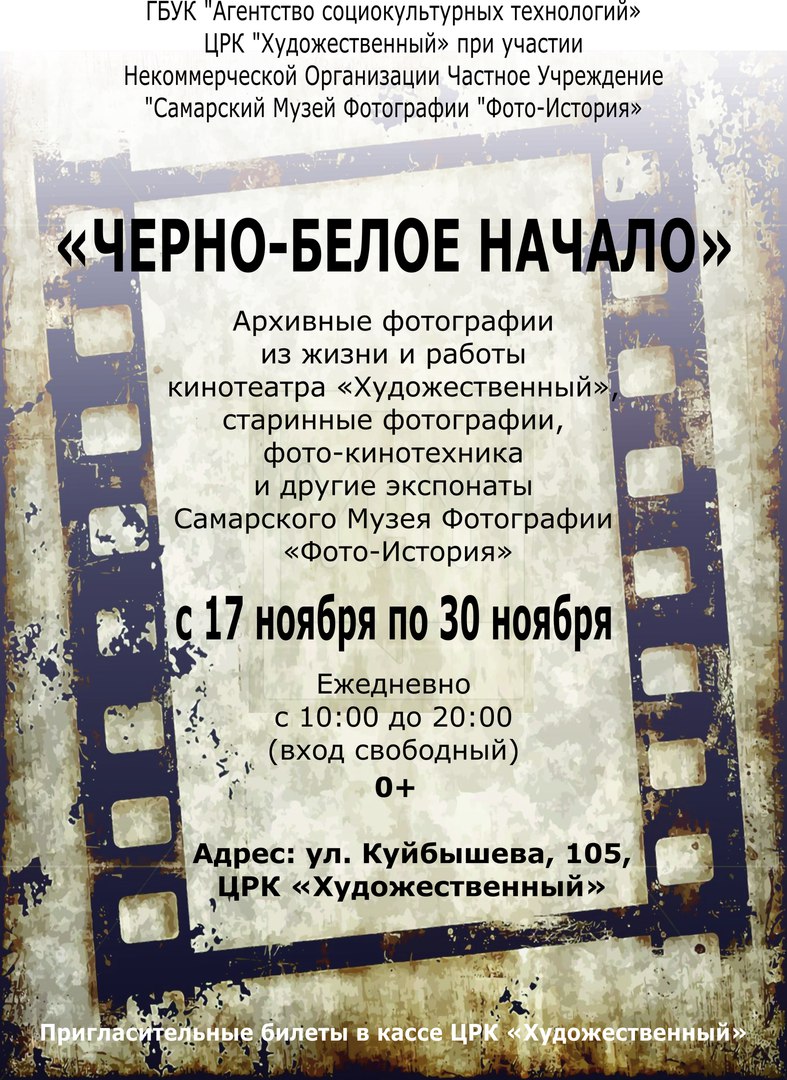 ГБУК "Агентство социокультурных технологий»
ЦРК "Художественный» при участии
Некоммерческой Организации Частное Учреждение
"Самарский Музей Фотографии "Фото-История»
«ЧЕРНО-БЕЛОЕ НАЧАЛО»
Архивные фотографии
из жизни и работы
кинотеатра «Художественный»,
старинные фотографии,
фото-кинотехника
и другие экспонаты
Самарского Музея Фотографии
«Фото-История»
с 17 ноября по 30 ноября
Ежедневно
с 10:00 до 20:00
(вход свободный)
0+
Адрес: ул. Куйбышева, 105,
ЦРК «Художественный»
Пригласительные билеты в кассе ЦРК «Художественный»